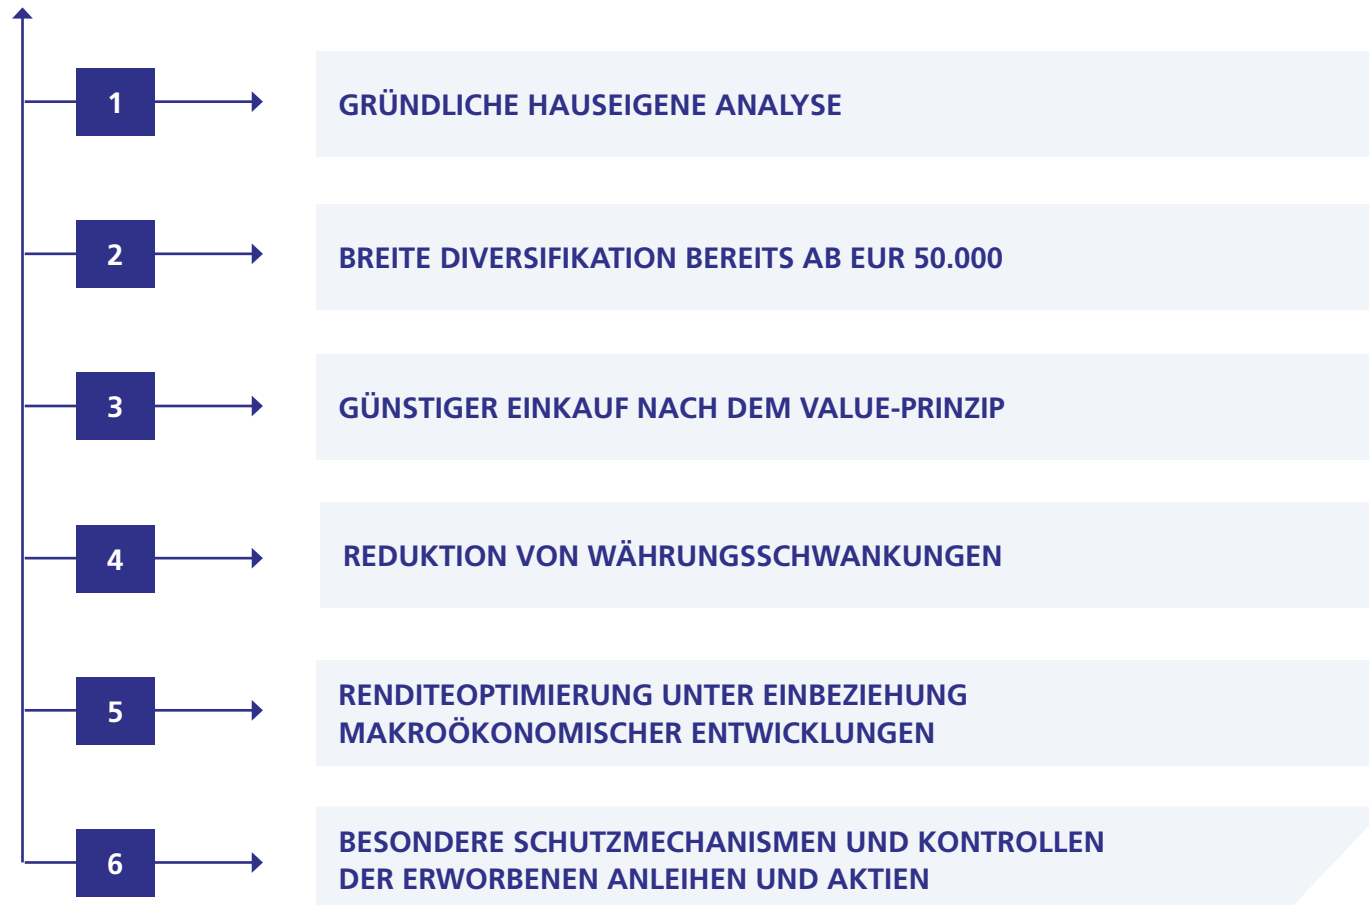 1
GRÜNDLICHE HAUSEIGENE ANALYSE
2
BREITE DIVERSIFIKATION BEREITS AB EUR 50.000
3
GÜNSTIGER EINKAUF NACH DEM VALUE-PRINZIP
4
REDUKTION VON WÄHRUNGSSCHWANKUNGEN
5
RENDITEOPTIMIERUNG UNTER EINBEZIEHUNG
MAKROÖKONOMISCHER ENTWICKLUNGEN
6
BESONDERE SCHUTZMECHANISMEN UND KONTROLLEN
DER ERWORBENEN ANLEIHEN UND AKTIEN